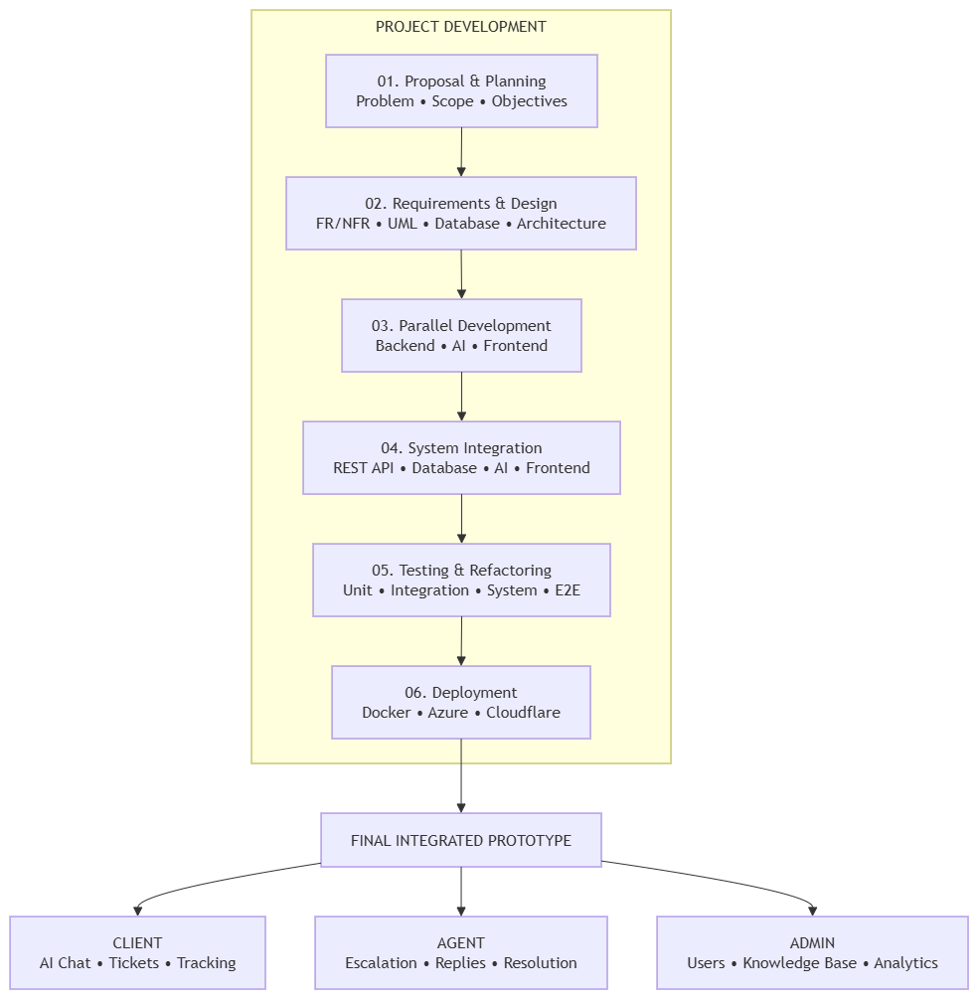 PROJECT DEVELOPMENT
01. Proposal & Planning
Problem • Scope • Objectives
02. Requirements & Design
FR/NFR • UML • Database • Architecture
03. Parallel Development
Backend • AI • Frontend
04. System Integration
REST API • Database • AI • Frontend
05. Testing & Refactoring
Unit • Integration • System • E2E
06. Deployment
Docker • Azure • Cloudflare
FINAL INTEGRATED PROTOTYPE
CLIENT
AI Chat • Tickets • Tracking
AGENT
Escalation • Replies • Resolution
ADMIN
Users • Knowledge Base • Analytics